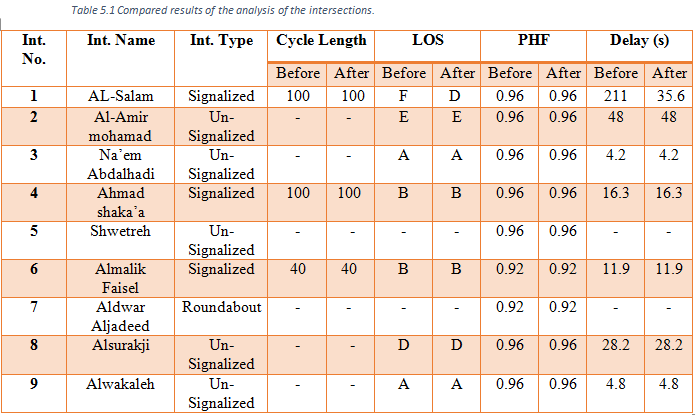 Table 5.1 Compared results of the analysis of the intersections.
Int. No. Int. Name Int. Type Cycle Length LOS PHF Delay (s)
Before After Before After Before After Before After
1 AL-Salam Signalized 100 100 F D 0.96 0.96 211 35.6
2 Al-Amir mohamad Un-Signalized - - E E 0.96 0.96 48 48
3 Na’em Abdalhadi Un-Signalized - - A A 0.96 0.96 4.2 4.2
4 Ahmad shaka’a Signalized 100 100 B B 0.96 0.96 16.3 16.3
5 Shwetreh Un-Signalized - - - - 0.96 0.96 - -
6 Almalik Faisel Signalized 40 40 B B 0.92 0.92 11.9 11.9
7 Aldwar Aljadeed Roundabout - - - - 0.92 0.92 - -
8 Alsurakji Un-Signalized - - D D 0.96 0.96 28.2 28.2
9 Alwakaleh Un-Signalized - - A A 0.96 0.96 4.8 4.8